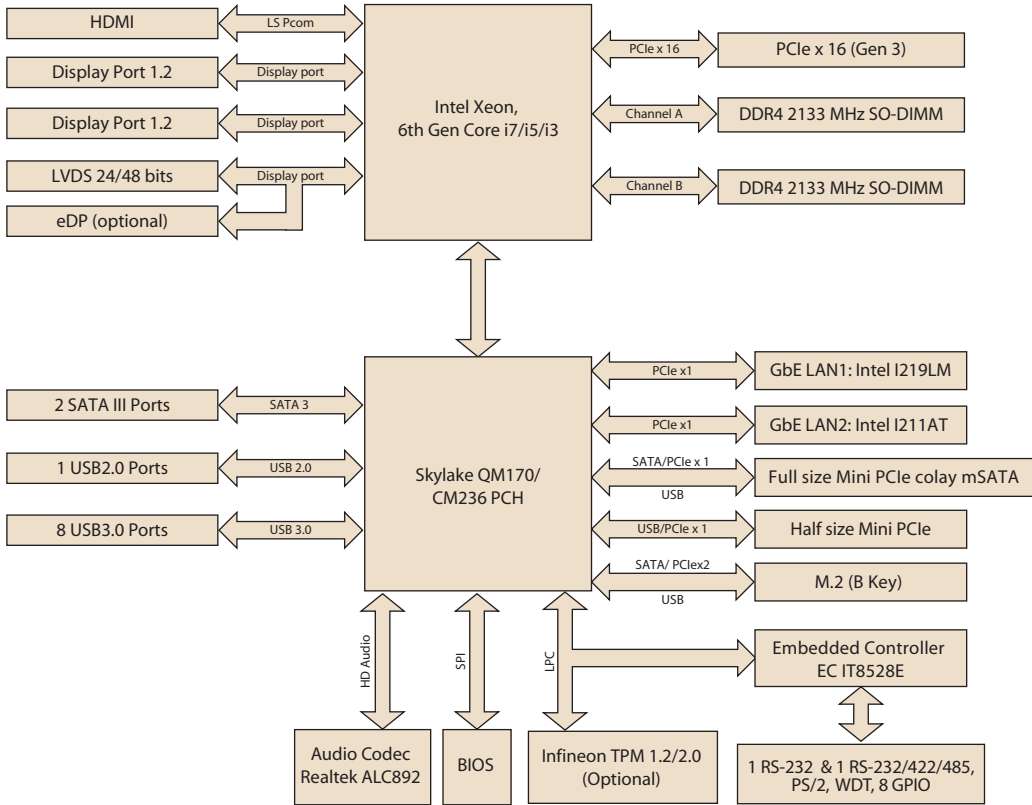 HDMI
LS Pcom
Display Port 1.2
Display port
Display Port 1.2
Display port
LVDS 24/48 bits
Display port
eDP (optional)
Intel Xeon,
6th Gen Core i7/i5/i3
PCIe x 16
PCIe x 16 (Gen 3)
Channel A
DDR4 2133 MHz SO-DIMM
Channel B
DDR4 2133 MHz SO-DIMM
2 SATA III Ports
SATA 3
1 USB2.0 Ports
USB 2.0
8 USB3.0 Ports
USB 3.0
Skylake QM170/
CM236 PCH
PCIe x1
GbE LAN1: Intel I219LM
PCIe x1
GbE LAN2: Intel I211AT
SATA/PCIe x 1
USB
Full size Mini PCIe colay mSATA
USB/PCIe x 1
Half size Mini PCIe
SATA/ PCIex2
USB
M.2 (B Key)
HD Audio
SPI
LPC
Embedded Controller
EC IT8528E
Audio Codec
Realtek ALC892
BIOS
Infineon TPM 1.2/2.0
(Optional)
1 RS-232 & 1 RS-232/422/485,
PS/2, WDT, 8 GPIO